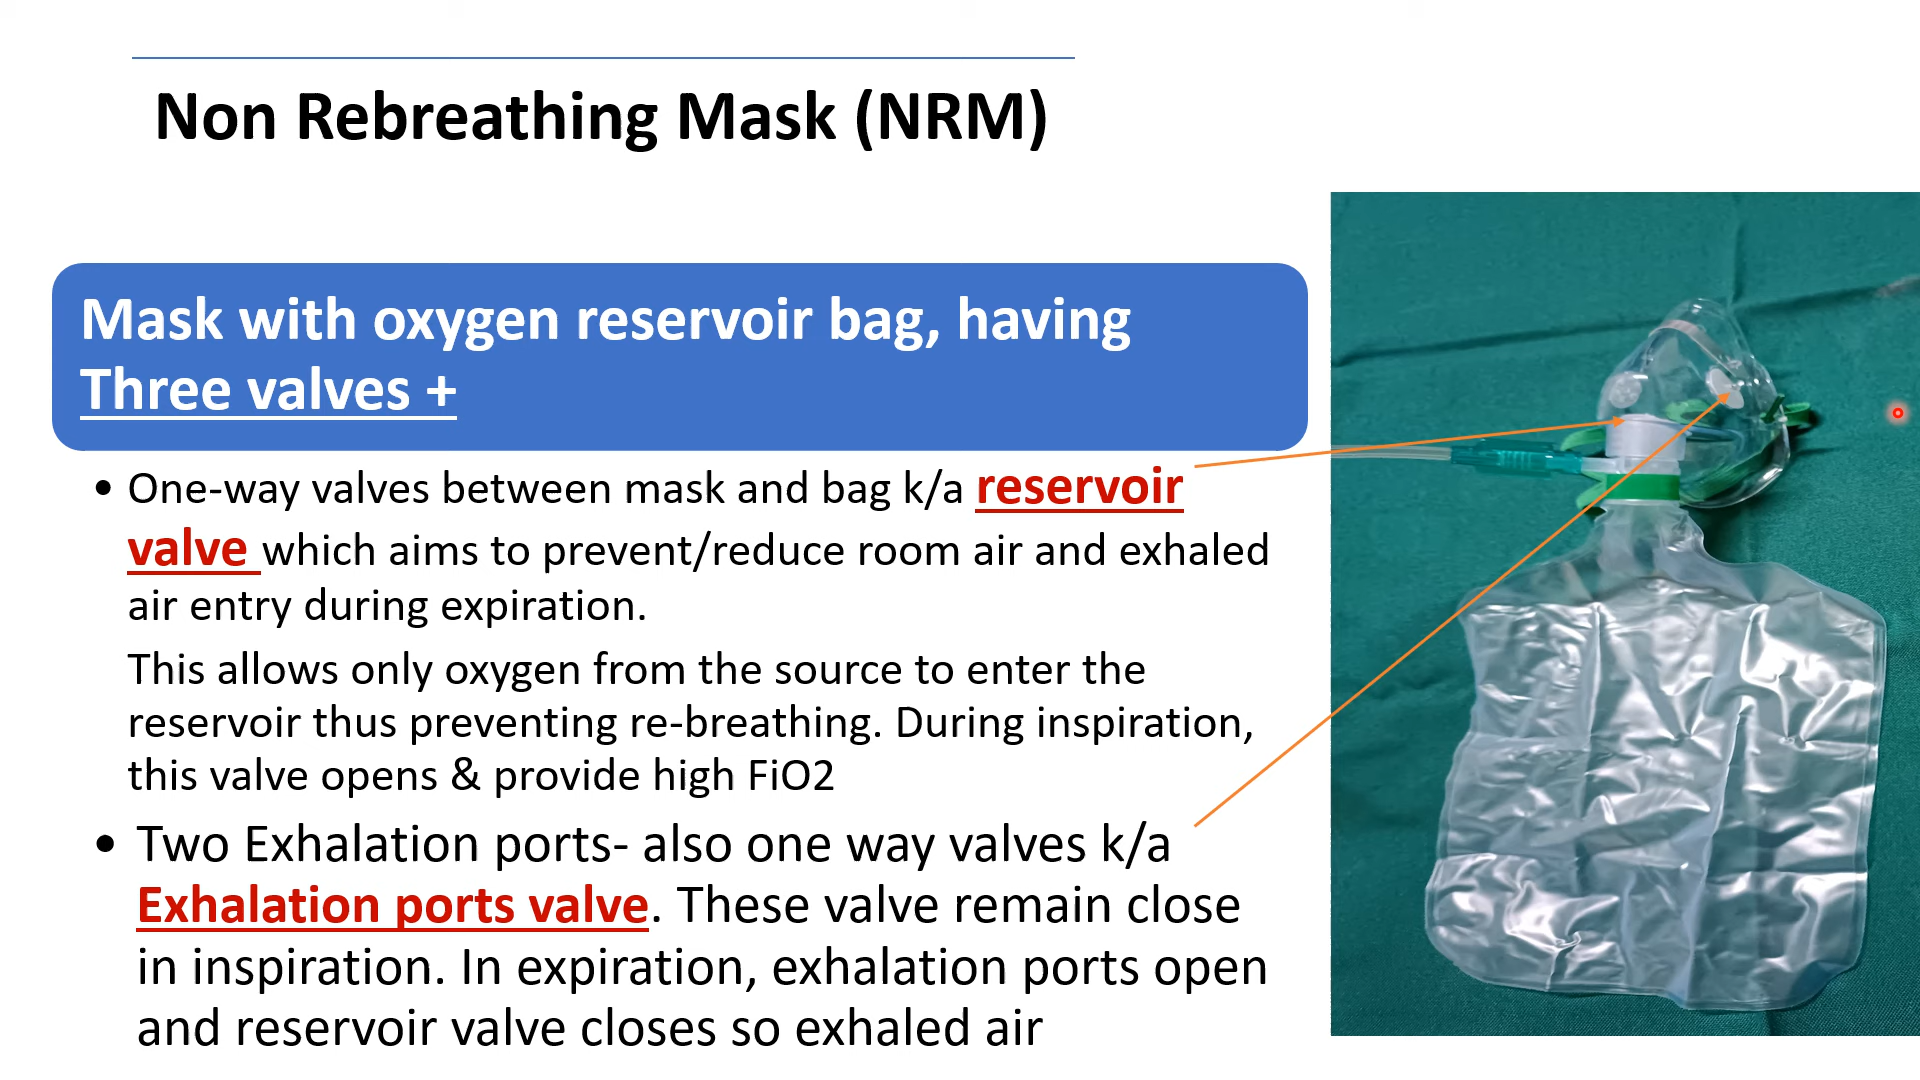 Non Rebreathing Mask (NRM)
Mask with oxygen reservoir bag, having
Three valves +
• One-way valves between mask and bag k/a reservoir
valve which aims to prevent/reduce room air and exhaled
air entry during expiration.
This allows only oxygen from the source to enter the
reservoir thus preventing re-breathing. During inspiration,
this valve opens & provide high FiO2
• Two Exhalation ports- also one way valves k/a
Exhalation ports valve. These valve remain close
in inspiration. In expiration, exhalation ports open
and reservoir valve closes so exhaled air